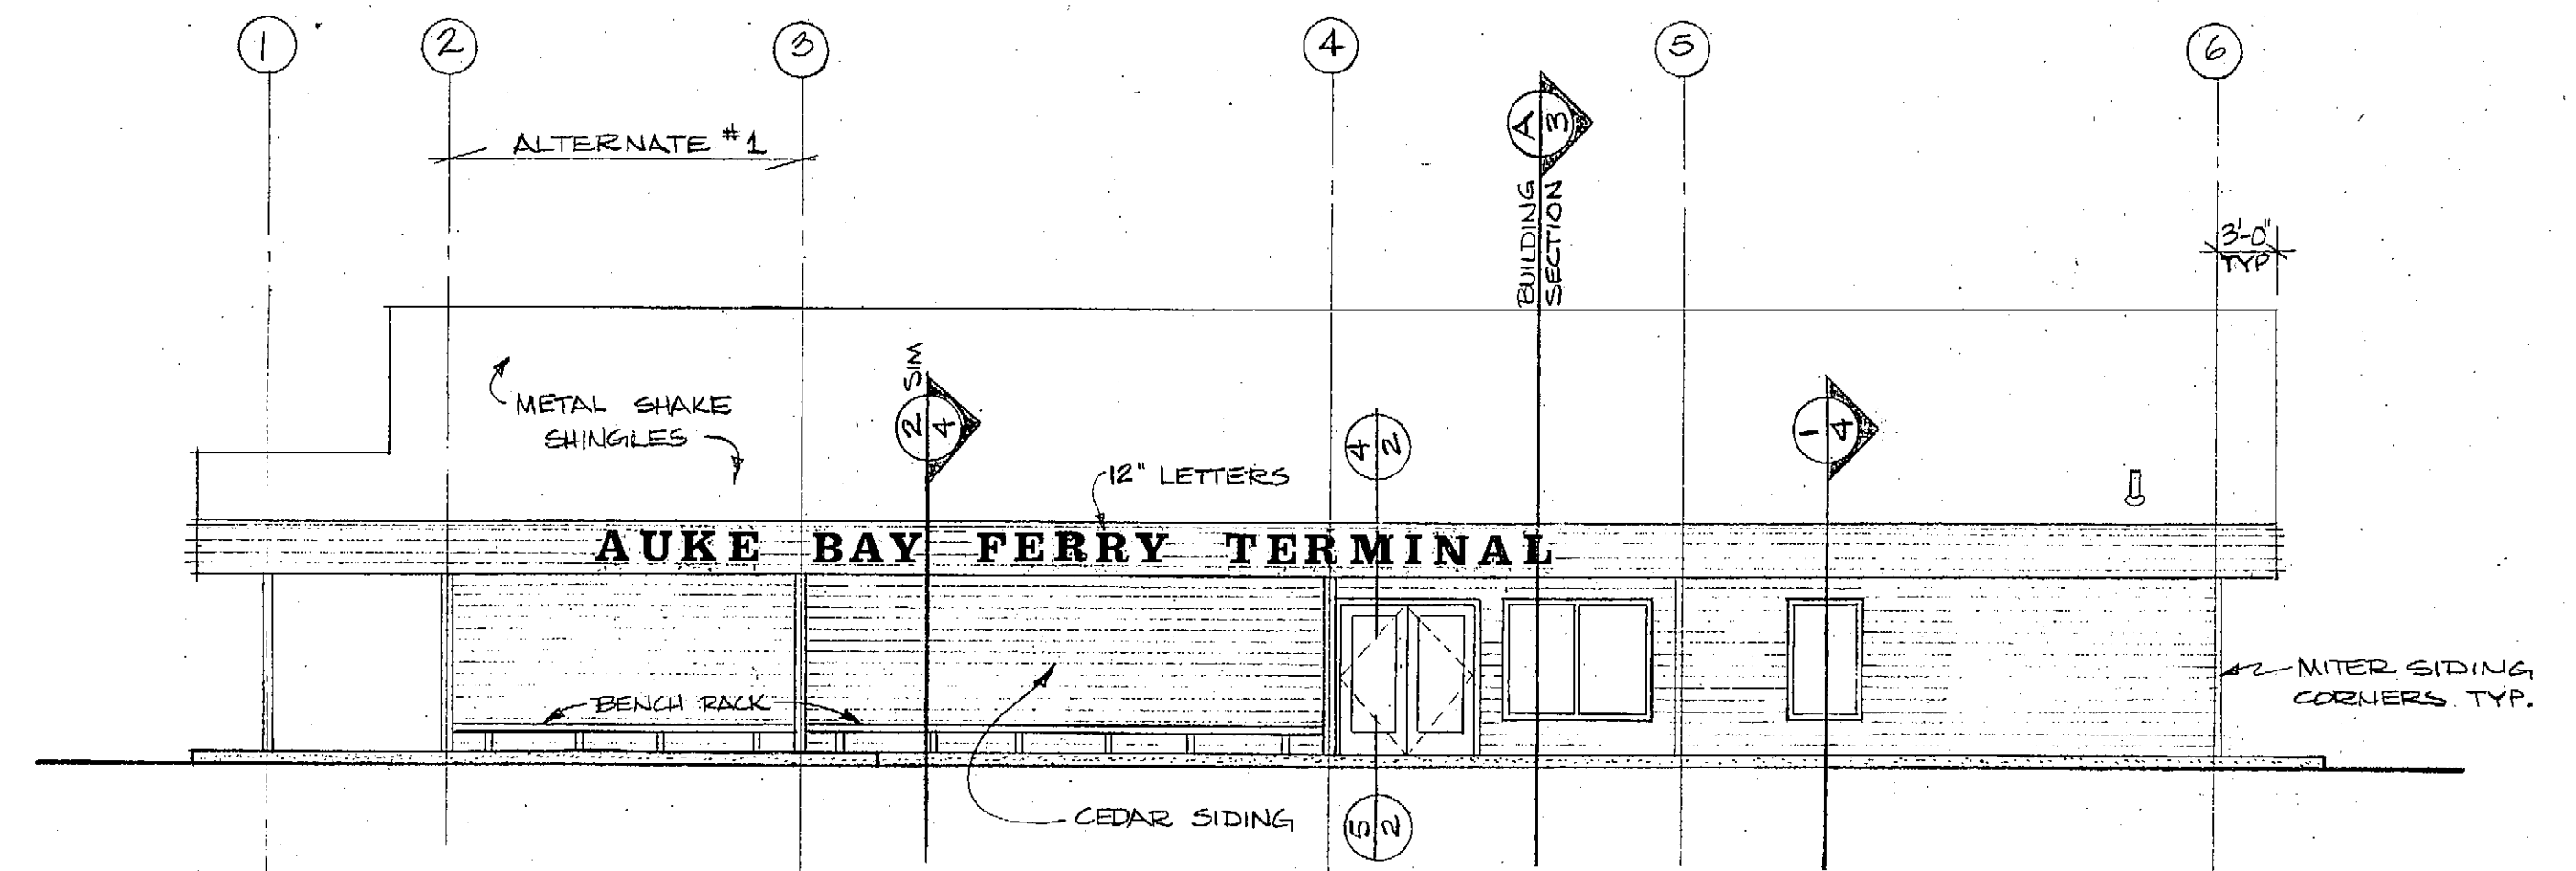 1
2
3
4
5
6
ALTERNATE #1
A
3
BUILDING
SECTION
3'-0"
TYP
METAL SHAKE
SHINGLES
SIM
2
4
12" LETTERS
4
2
1
4
AUKE BAY FERRY TERMINAL
BENCH RACK
MITER SIDING
CORNERS TYP.
CEDAR SIDING
5
2